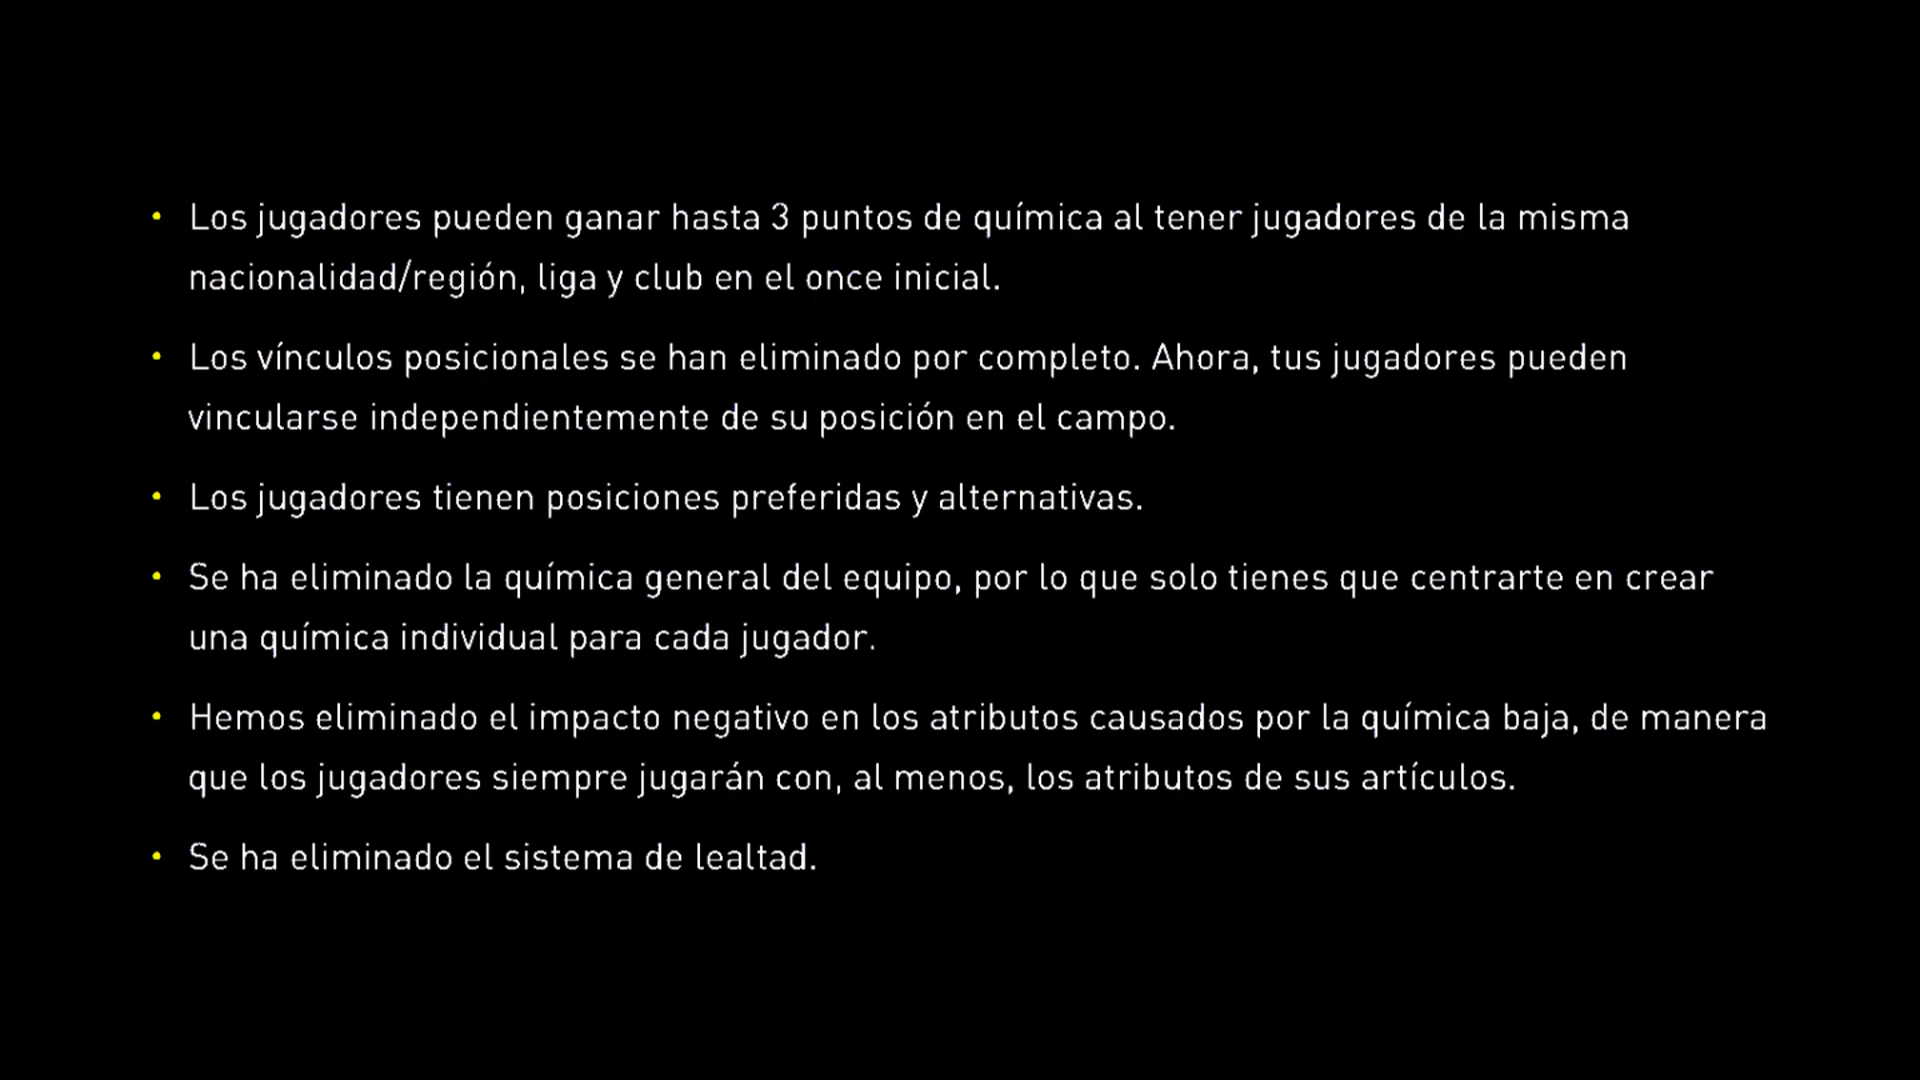 • Los jugadores pueden ganar hasta 3 puntos de química al tener jugadores de la misma
nacionalidad/región, liga y club en el once inicial.
• Los vínculos posicionales se han eliminado por completo. Ahora, tus jugadores pueden
vincularse independientemente de su posición en el campo.
• Los jugadores tienen posiciones preferidas y alternativas.
• Se ha eliminado la química general del equipo, por lo que solo tienes que centrarte en crear
una química individual para cada jugador.
• Hemos eliminado el impacto negativo en los atributos causados por la química baja, de manera
que los jugadores siempre jugarán con, al menos, los atributos de sus artículos.
• Se ha eliminado el sistema de lealtad.